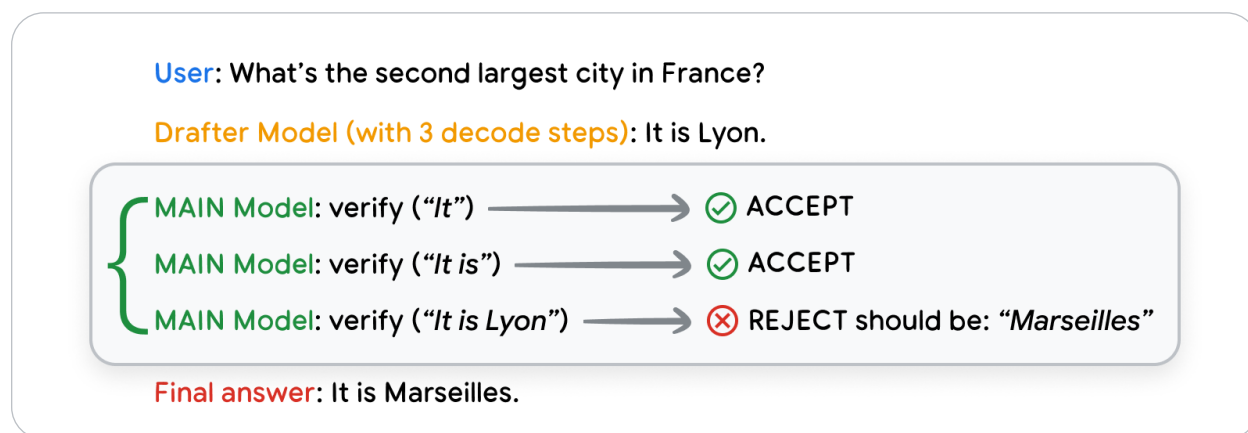 User: What’s the second largest city in France?
Drafter Model (with 3 decode steps): It is Lyon.
MAIN Model: verify (“It”) ACCEPT
MAIN Model: verify (“It is”) ACCEPT
MAIN Model: verify (“It is Lyon”) REJECT should be: “Marseilles”
Final answer: It is Marseilles.